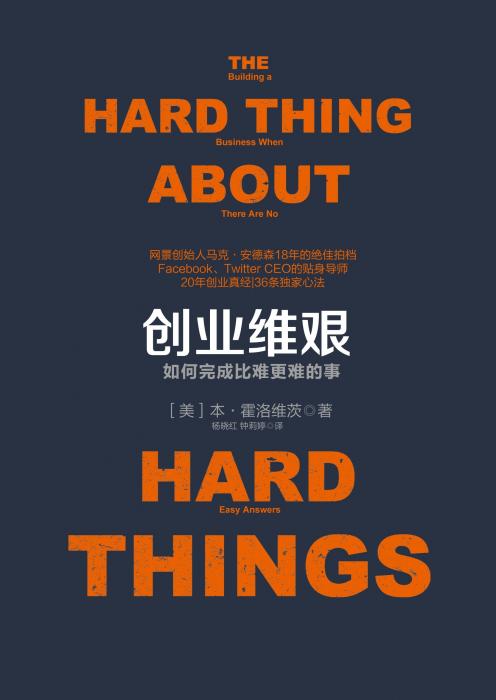 THE
Building a
HARD THING
Business When
ABOUT
There Are No
网景创始人马克·安德森18年的绝佳拍档
Facebook、Twitter CEO的贴身导师
20年创业真经|36条独家心法
创业维艰
如何完成比难更难的事
[美]本·霍洛维茨◎著
杨晓红 钟莉婷◎译
HARD
Easy Answers
THINGS